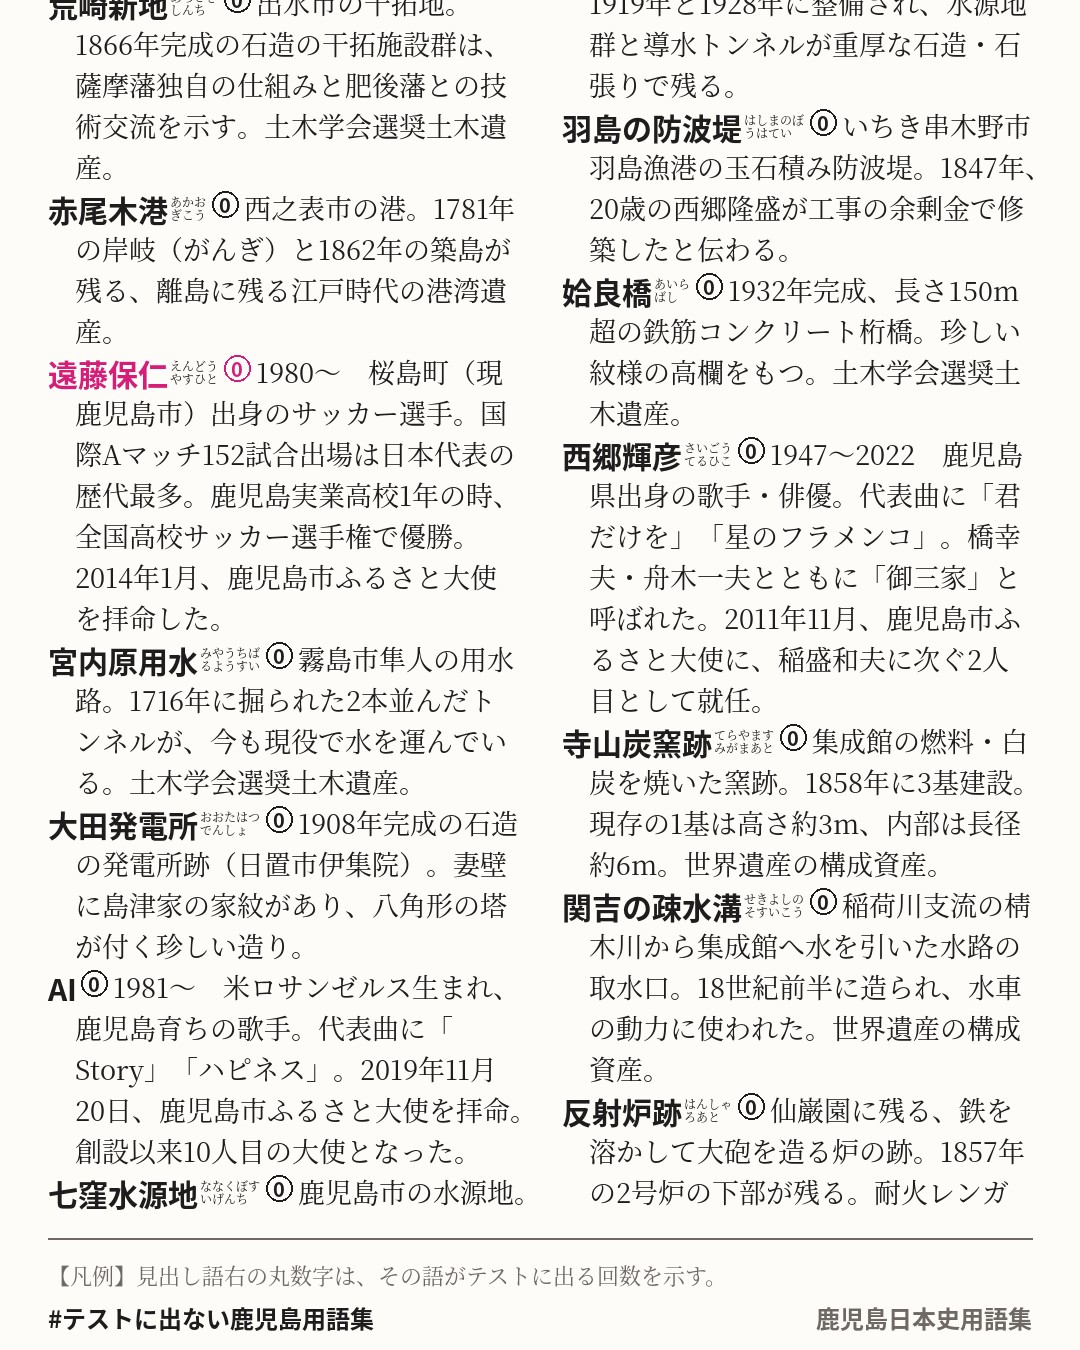 荒崎新地 しんち ⓪ 出水市の干拓地。
1866年完成の石造の干拓施設群は、
薩摩藩独自の仕組みと肥後藩との技
術交流を示す。土木学会選奨土木遺
産。
赤尾木港 あかおぎこう ⓪ 西之表市の港。1781年
の岸岐（がんぎ）と1862年の築島が
残る、離島に残る江戸時代の港湾遺
産。
遠藤保仁 えんどうやすひと ⓪ 1980〜　桜島町（現
鹿児島市）出身のサッカー選手。国
際Aマッチ152試合出場は日本代表の
歴代最多。鹿児島実業高校1年の時、
全国高校サッカー選手権で優勝。
2014年1月、鹿児島市ふるさと大使
を拝命した。
宮内原用水 みやうちばるようすい ⓪ 霧島市隼人の用水
路。1716年に掘られた2本並んだト
ンネルが、今も現役で水を運んでい
る。土木学会選奨土木遺産。
大田発電所 おおたはつでんしょ ⓪ 1908年完成の石造
の発電所跡（日置市伊集院）。妻壁
に島津家の家紋があり、八角形の塔
が付く珍しい造り。
AI ⓪ 1981〜　米ロサンゼルス生まれ、
鹿児島育ちの歌手。代表曲に「
Story」「ハピネス」。2019年11月
20日、鹿児島市ふるさと大使を拝命。
創設以来10人目の大使となった。
七窪水源地 ななくぼすいげんち ⓪ 鹿児島市の水源地。
1919年と1928年に整備され、水源地
群と導水トンネルが重厚な石造・石
張りで残る。
羽島の防波堤 はしまのぼうはてい ⓪ いちき串木野市
羽島漁港の玉石積み防波堤。1847年、
20歳の西郷隆盛が工事の余剰金で修
築したと伝わる。
姶良橋 あいらばし ⓪ 1932年完成、長さ150m
超の鉄筋コンクリート桁橋。珍しい
紋様の高欄をもつ。土木学会選奨土
木遺産。
西郷輝彦 さいごうてるひこ ⓪ 1947〜2022　鹿児島
県出身の歌手・俳優。代表曲に「君
だけを」「星のフラメンコ」。橋幸
夫・舟木一夫とともに「御三家」と
呼ばれた。2011年11月、鹿児島市ふ
るさと大使に、稲盛和夫に次ぐ2人
目として就任。
寺山炭窯跡 てらやますみがまあと ⓪ 集成館の燃料・白
炭を焼いた窯跡。1858年に3基建設。
現存の1基は高さ約3m、内部は長径
約6m。世界遺産の構成資産。
関吉の疎水溝 せきよしのそすいこう ⓪ 稲荷川支流の棈
木川から集成館へ水を引いた水路の
取水口。18世紀前半に造られ、水車
の動力に使われた。世界遺産の構成
資産。
反射炉跡 はんしゃろあと ⓪ 仙巌園に残る、鉄を
溶かして大砲を造る炉の跡。1857年
の2号炉の下部が残る。耐火レンガ
【凡例】見出し語右の丸数字は、その語がテストに出る回数を示す。
#テストに出ない鹿児島用語集
鹿児島日本史用語集